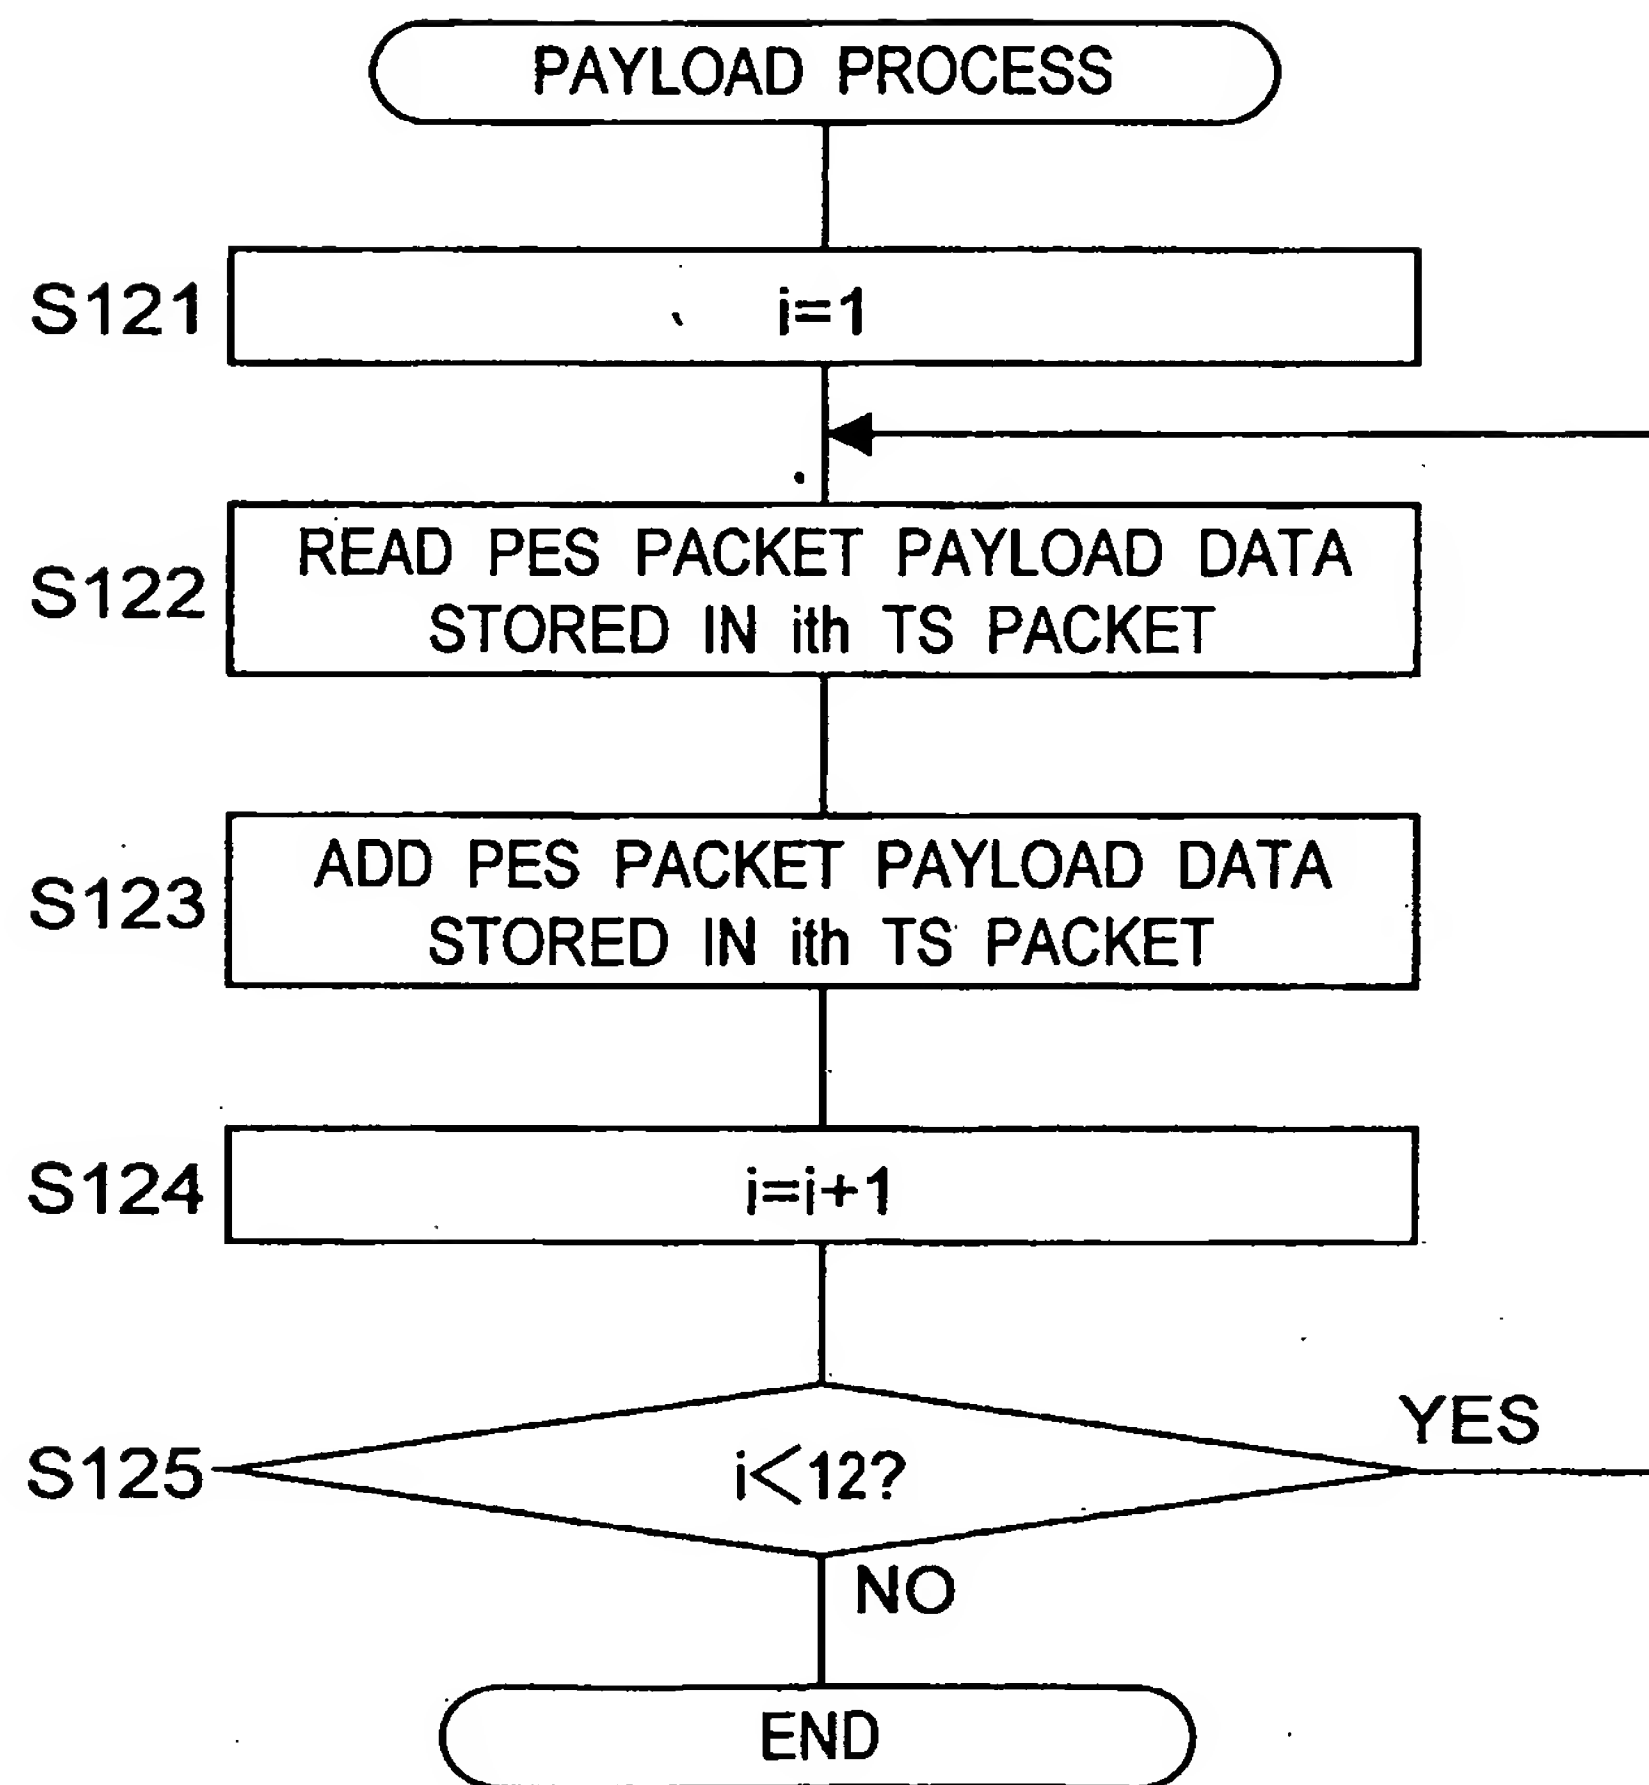 PAYLOAD PROCESS
S121
i=1
S122
READ PES PACKET PAYLOAD DATA
STORED IN ith TS PACKET
S123
ADD PES PACKET PAYLOAD DATA
STORED IN ith TS PACKET
S124
i=i+1
S125
i<12?
YES
NO
END